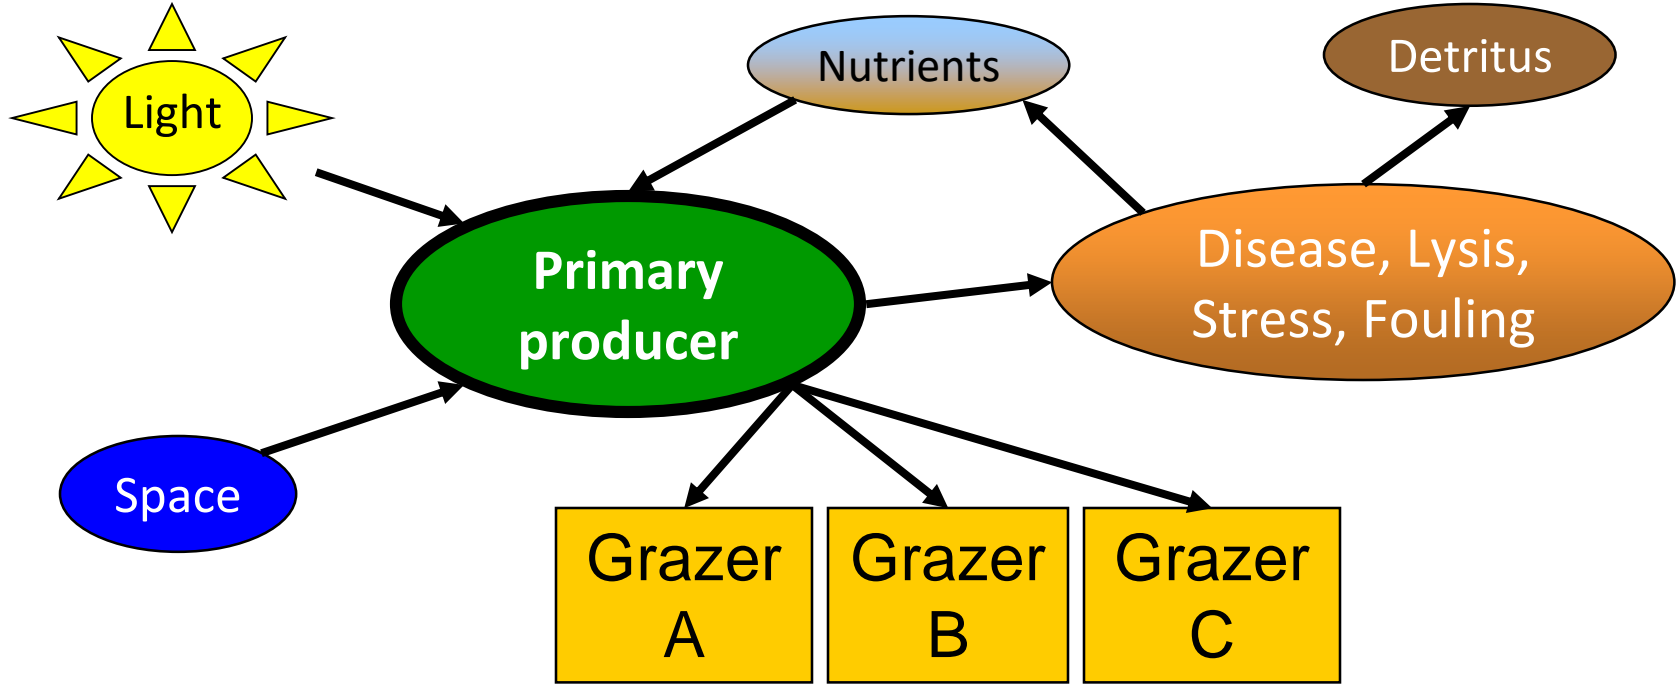 Light
Nutrients
Detritus
Primary
producer
Disease, Lysis,
Stress, Fouling
Space
Grazer
A
Grazer
B
Grazer
C